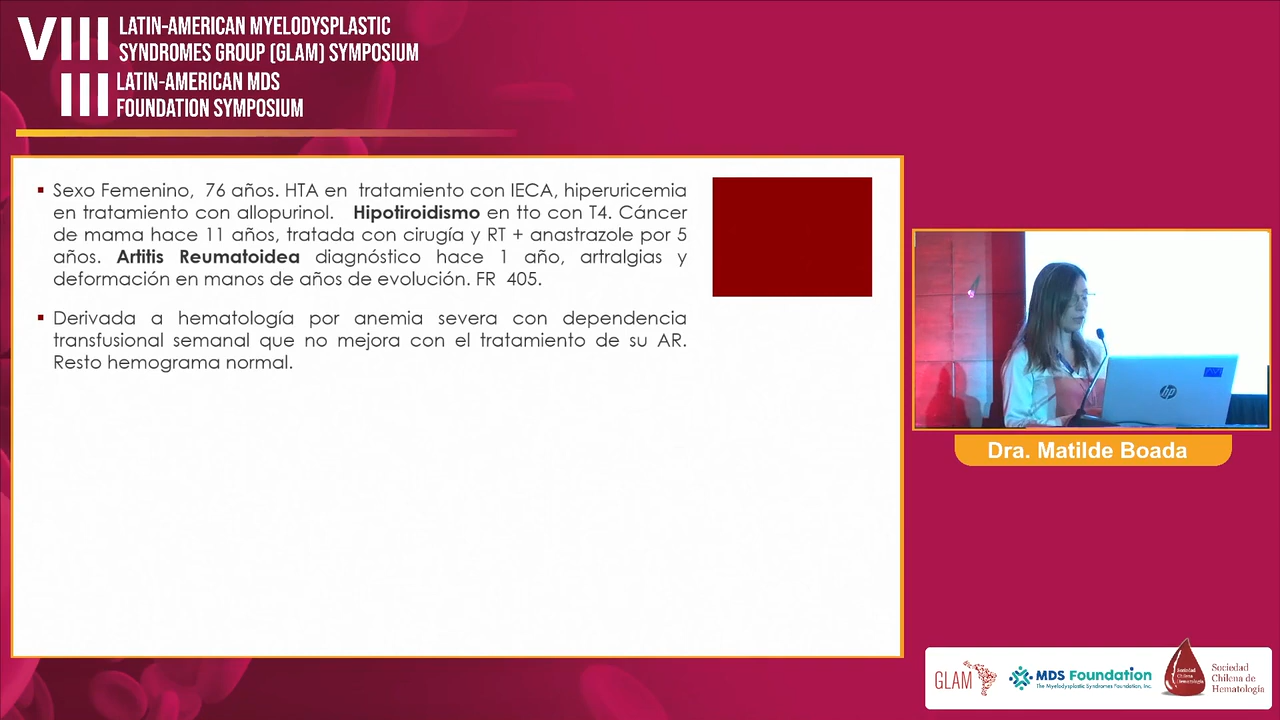 VIII
LATIN-AMERICAN MYELODYSPLASTIC
SYNDROMES GROUP (GLAM) SYMPOSIUM
III
LATIN-AMERICAN MDS
FOUNDATION SYMPOSIUM
▪ Sexo Femenino, 76 años. HTA en tratamiento con IECA, hiperuricemia
en tratamiento con allopurinol. Hipotiroidismo en tto con T4. Cáncer
de mama hace 11 años, tratada con cirugía y RT + anastrazole por 5
años. Artitis Reumatoidea diagnóstico hace 1 año, artralgias y
deformación en manos de años de evolución. FR 405.
▪ Derivada a hematología por anemia severa con dependencia
transfusional semanal que no mejora con el tratamiento de su AR.
Resto hemograma normal.
hp
Dra. Matilde Boada
GLAM
MDS Foundation
The Myelodysplastic Syndromes Foundation, Inc.
Sociedad
Chilena de
Hematología
Sociedad
Chilena de
Hematología